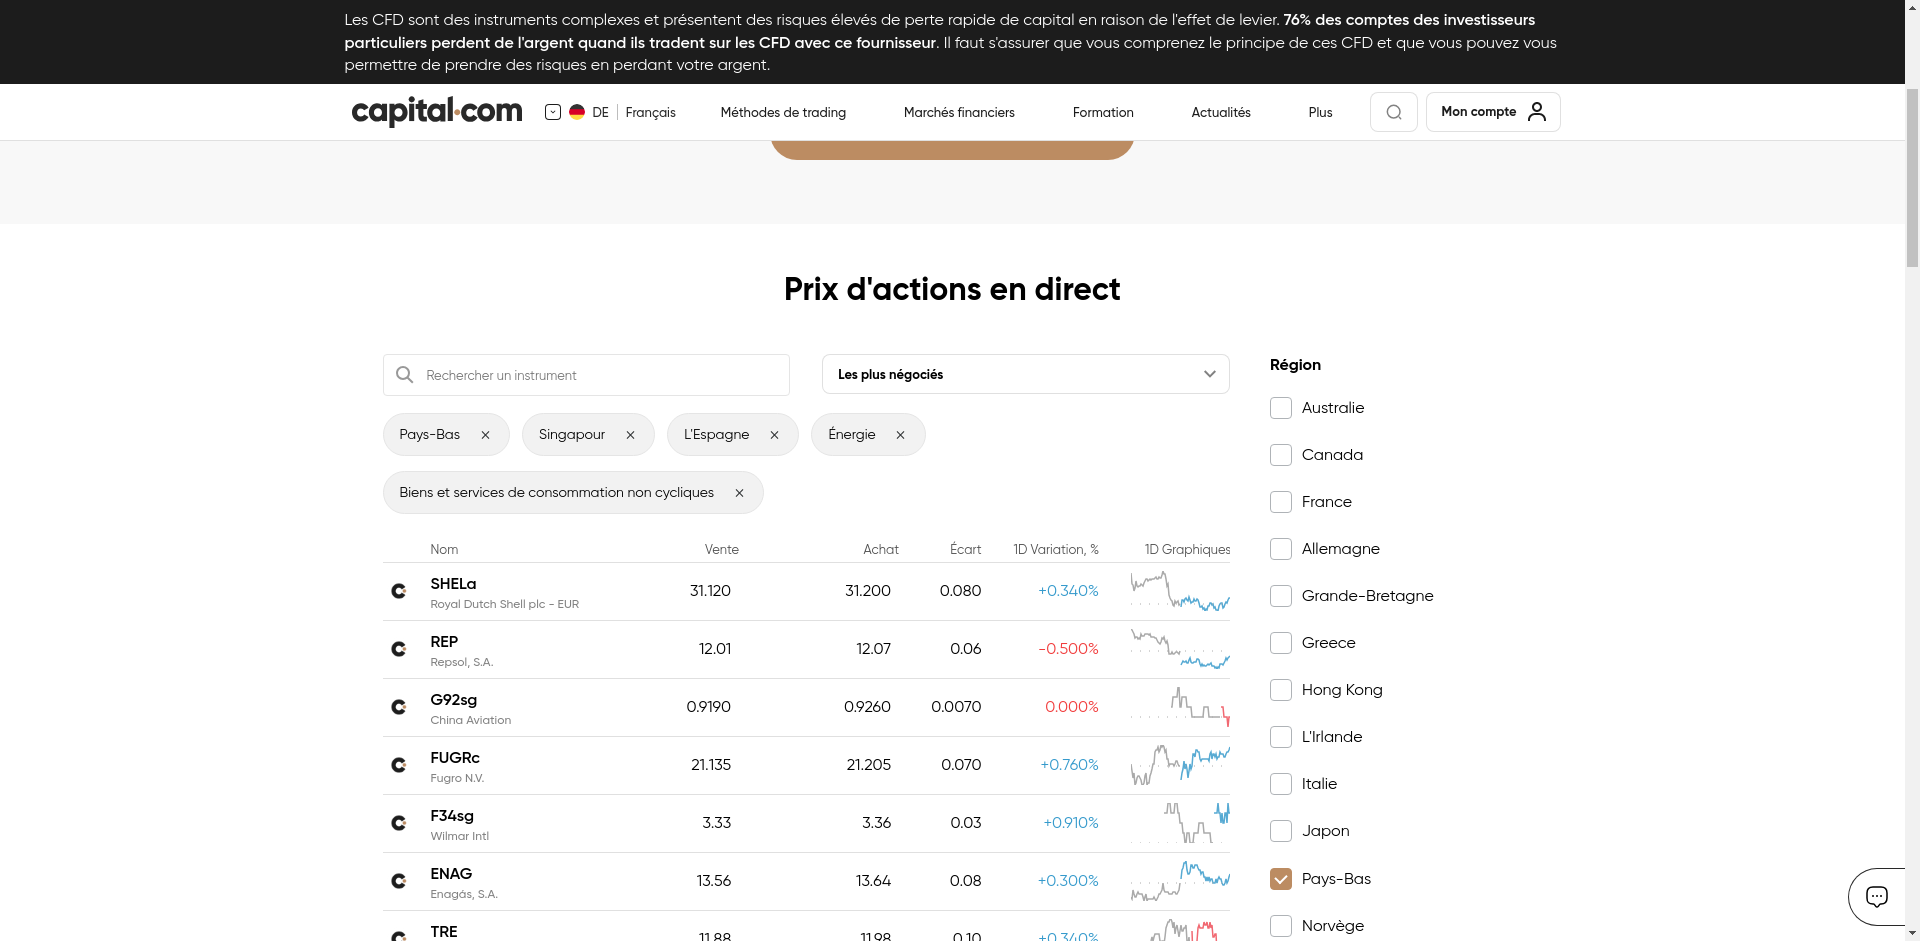 Les CFD sont des instruments complexes et présentent des risques élevés de perte rapide de capital en raison de l'effet de levier. 76% des comptes des investisseurs
particuliers perdent de l'argent quand ils tradent sur les CFD avec ce fournisseur. Il faut s'assurer que vous comprenez le principe de ces CFD et que vous pouvez vous
permettre de prendre des risques en perdant votre argent.
capital.com DE Français Méthodes de trading Marchés financiers Formation Actualités Plus Mon compte
Prix d'actions en direct
Rechercher un instrument
Les plus négociés
Pays-Bas × Singapour × L'Espagne × Énergie ×
Biens et services de consommation non cycliques ×
Nom Vente Achat Écart 1D Variation, % 1D Graphiques
SHELa 31.120 31.200 0.080 +0.340%
Royal Dutch Shell plc - EUR
REP 12.01 12.07 0.06 -0.500%
Repsol, S.A.
G92sg 0.9190 0.9260 0.0070 0.000%
China Aviation
FUGRc 21.135 21.205 0.070 +0.760%
Fugro N.V.
F34sg 3.33 3.36 0.03 +0.910%
Wilmar Intl
ENAG 13.56 13.64 0.08 +0.300%
Enagás, S.A.
TRE 11.88 11.98 0.10 +0.340%
Région
Australie
Canada
France
Allemagne
Grande-Bretagne
Greece
Hong Kong
L'Irlande
Italie
Japon
Pays-Bas
Norvège